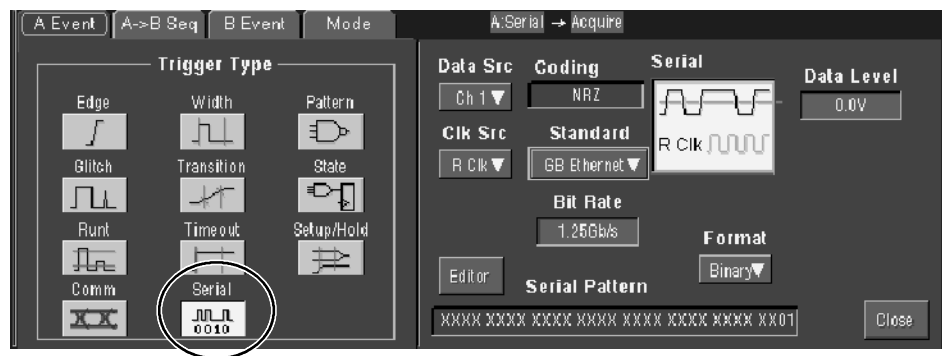 A Event A->B Seq B Event Mode A:Serial → Acquire
Trigger Type
Edge Width Pattern
Glitch Transition State
Runt Timeout Setup/Hold
Comm Serial
0010
Data Src Coding Serial Data Level
Ch 1 NRZ 0.0V
Clk Src Standard
R Clk GB Ethernet R Clk
Bit Rate
1.25Gb/s
Format
Editor Binary
Serial Pattern
XXXX XXXX XXXX XXXX XXXX XXXX XXXX XX01 Close